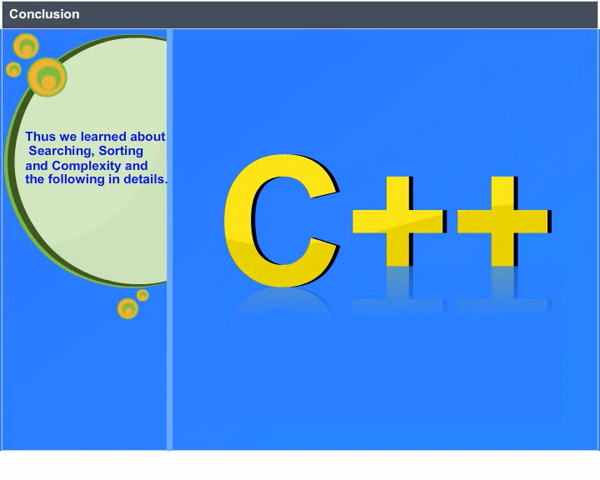 Conclusion
Thus we learned about
Searching, Sorting
and Complexity and
the following in details.
C++